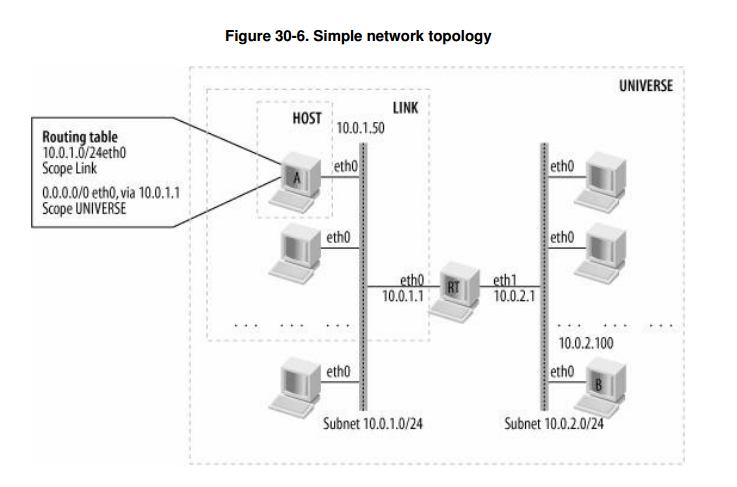 Figure 30-6. Simple network topology
UNIVERSE
LINK
HOST
10.0.1.50
Routing table
10.0.1.0/24eth0
Scope Link
0.0.0.0/0 eth0, via 10.0.1.1
Scope UNIVERSE
A
eth0
eth0
eth0
eth0
eth0
10.0.1.1
RT
eth1
10.0.2.1
. . . . . . . . .
. . . . . . . . .
10.0.2.100
eth0
eth0
B
Subnet 10.0.1.0/24
Subnet 10.0.2.0/24